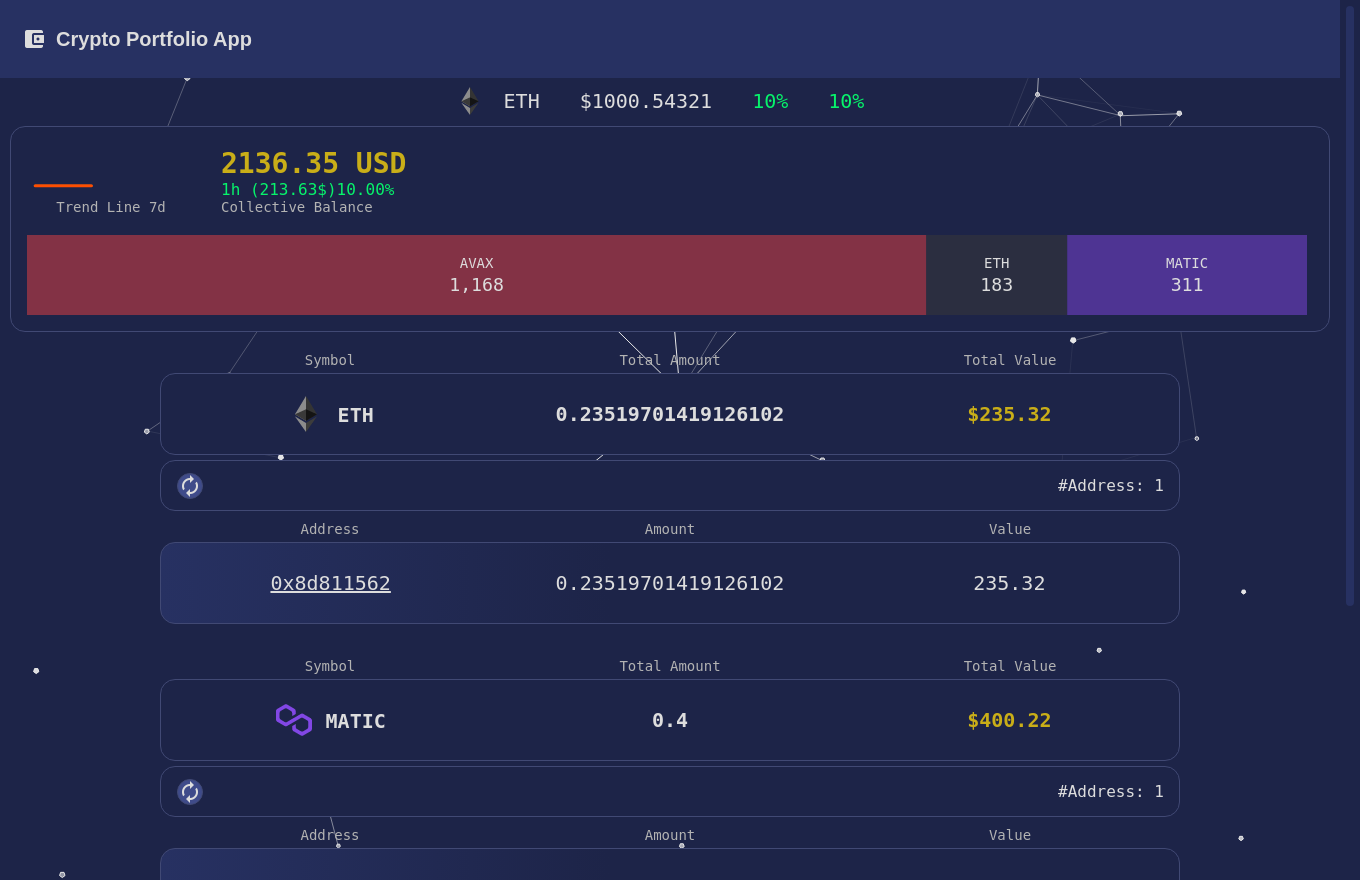 Crypto Portfolio App
ETH $1000.54321 10% 10%
2136.35 USD
1h (213.63$)10.00%
Trend Line 7d Collective Balance
AVAX ETH MATIC
1,168 183 311
Symbol Total Amount Total Value
ETH 0.23519701419126102 $235.32
#Address: 1
Address Amount Value
0x8d811562 0.23519701419126102 235.32
Symbol Total Amount Total Value
MATIC 0.4 $400.22
#Address: 1
Address Amount Value